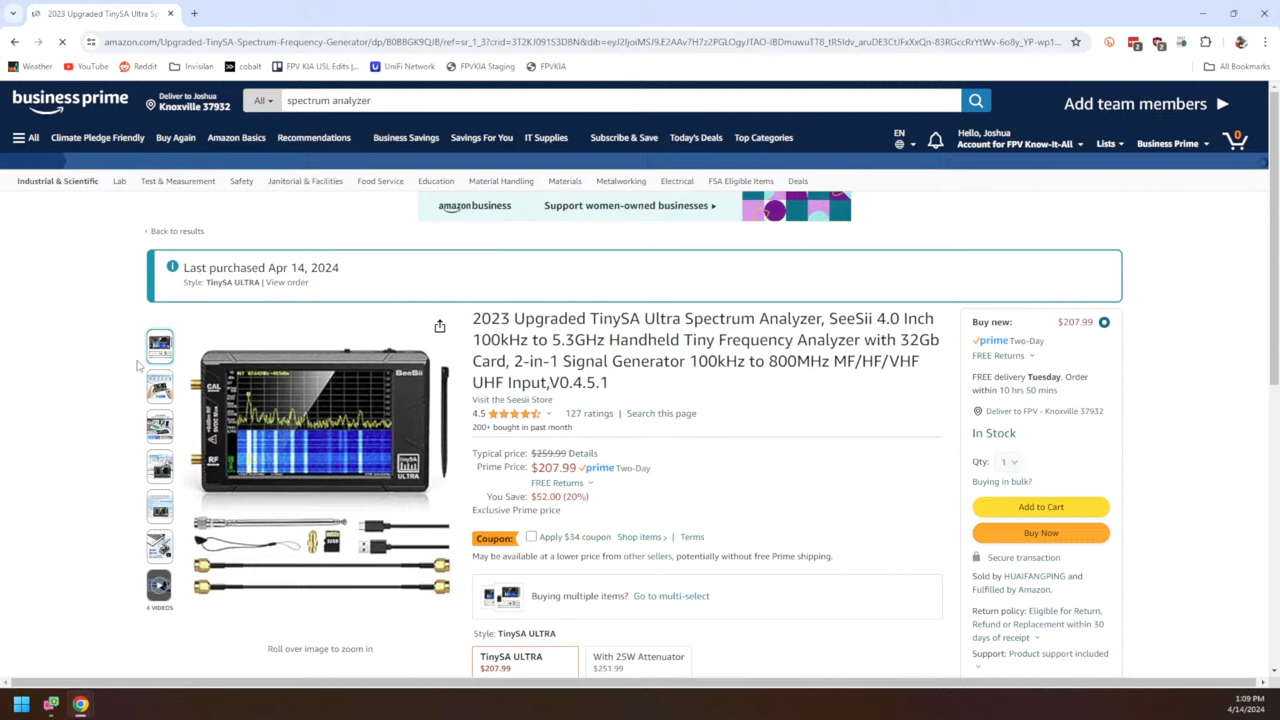 2023 Upgraded TinySA Ultra Sp
amazon.com/Upgraded-TinySA-Spectrum-Frequency-Generator/dp/B0BBGK9QJB/ref=sr_1_3?crid=3T2KJ091S3DBN&dib=
Weather
YouTube
Reddit
Invisilan
cobalt
FPV KIA USL Edits |...
UniFi Network
FPVKIA Staging
FPVKIA
All Bookmarks
business prime
Deliver to Joshua
Knoxville 37932
All
spectrum analyzer
Add team members
All
Climate Pledge Friendly
Buy Again
Amazon Basics
Recommendations
Business Savings
Savings For You
IT Supplies
Subscribe & Save
Today's Deals
Top Categories
EN
Hello, Joshua
Account for FPV Know-It-All
Lists
Business Prime
0
Industrial & Scientific
Lab
Test & Measurement
Safety
Janitorial & Facilities
Food Service
Education
Material Handling
Materials
Metalworking
Electrical
FSA Eligible Items
Deals
amazon business
Support women-owned businesses ▸
‹ Back to results
Last purchased Apr 14, 2024
Style: TinySA ULTRA | View order
CAL
RF
SeeSii
tinySA
ULTRA
4 VIDEOS
Roll over image to zoom in
2023 Upgraded TinySA Ultra Spectrum Analyzer, SeeSii 4.0 Inch
100kHz to 5.3GHz Handheld Tiny Frequency Analyzer with 32Gb
Card, 2-in-1 Signal Generator 100kHz to 800MHz MF/HF/VHF
UHF Input,V0.4.5.1
Visit the Seesii Store
4.5
127 ratings | Search this page
200+ bought in past month
Typical price: $259.99 Details
Prime Price: $207.99 prime Two-Day
FREE Returns
You Save: $52.00 (20%)
Exclusive Prime price
Coupon: Apply $34 coupon Shop items › | Terms
May be available at a lower price from other sellers, potentially without free Prime shipping.
Buying multiple items? Go to multi-select
Style: TinySA ULTRA
TinySA ULTRA
$207.99
With 25W Attenuator
$251.99
Buy new: $207.99
prime Two-Day
FREE Returns
FREE delivery Tuesday. Order
within 10 hrs 50 mins
Deliver to FPV - Knoxville 37932
In Stock
Qty: 1
Buying in bulk?
Add to Cart
Buy Now
Secure transaction
Sold by HUAIFANGPING and
Fulfilled by Amazon.
Return policy: Eligible for Return,
Refund or Replacement within 30
days of receipt
Support: Product support included
1:09 PM
4/14/2024